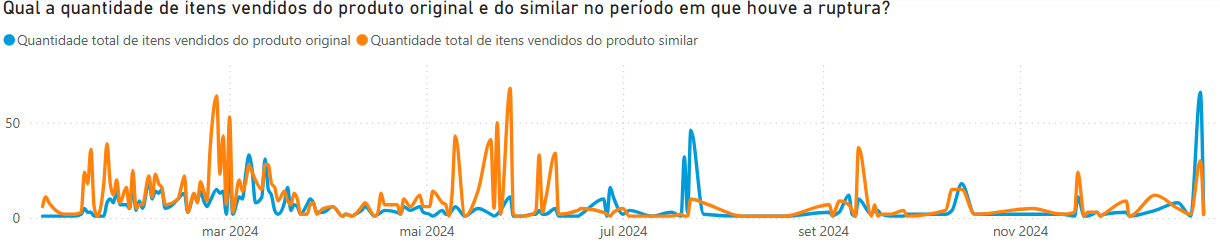 Qual a quantidade de itens vendidos do produto original e do similar no período em que houve a ruptura?
Quantidade total de itens vendidos do produto original Quantidade total de itens vendidos do produto similar
50
0
mar 2024 mai 2024 jul 2024 set 2024 nov 2024